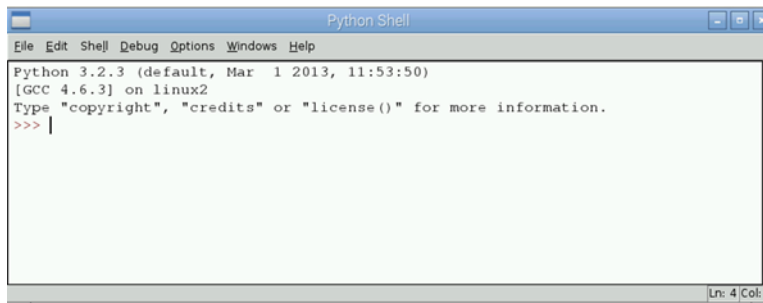 Python Shell
File Edit Shell Debug Options Windows Help
Python 3.2.3 (default, Mar  1 2013, 11:53:50)
[GCC 4.6.3] on linux2
Type "copyright", "credits" or "license()" for more information.
>>>
Ln: 4 Col: